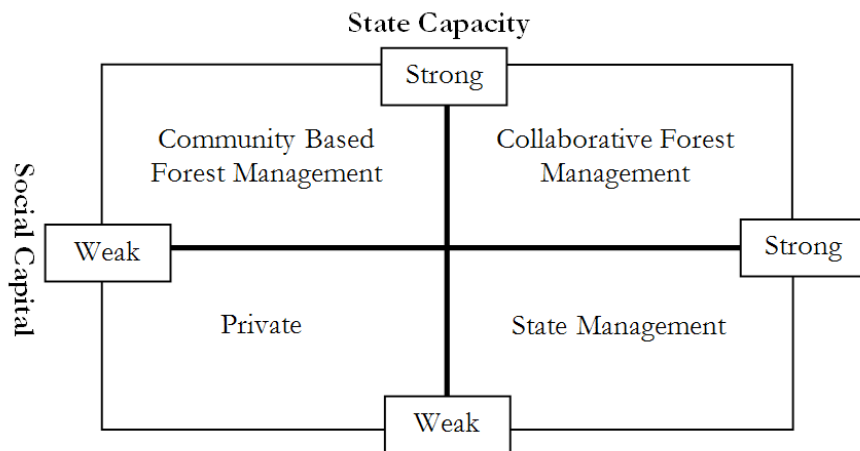 State Capacity
Strong
Community Based
Forest Management
Collaborative Forest
Management
Social Capital
Weak
Strong
Private
State Management
Weak